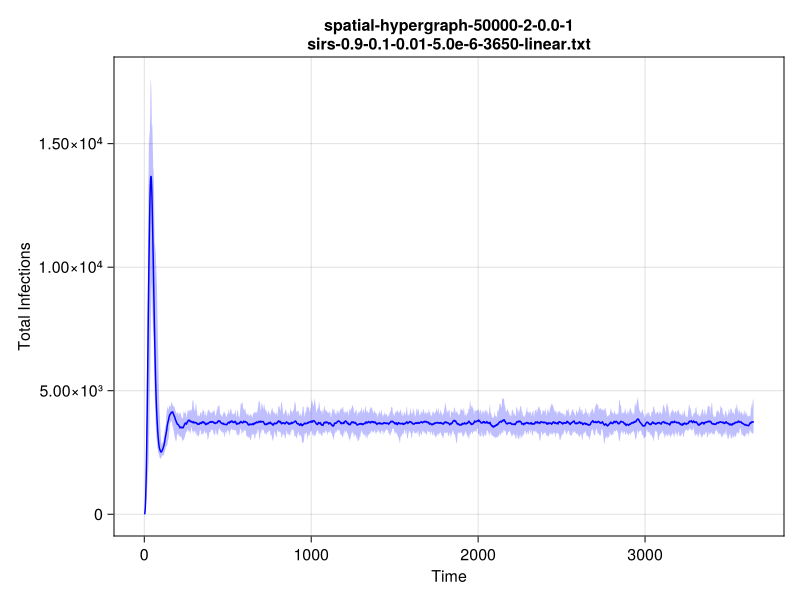 spatial-hypergraph-50000-2-0.0-1
sirs-0.9-0.1-0.01-5.0e-6-3650-linear.txt
1.50×10⁴
1.00×10⁴
5.00×10³
0
Total Infections
0 1000 2000 3000
Time